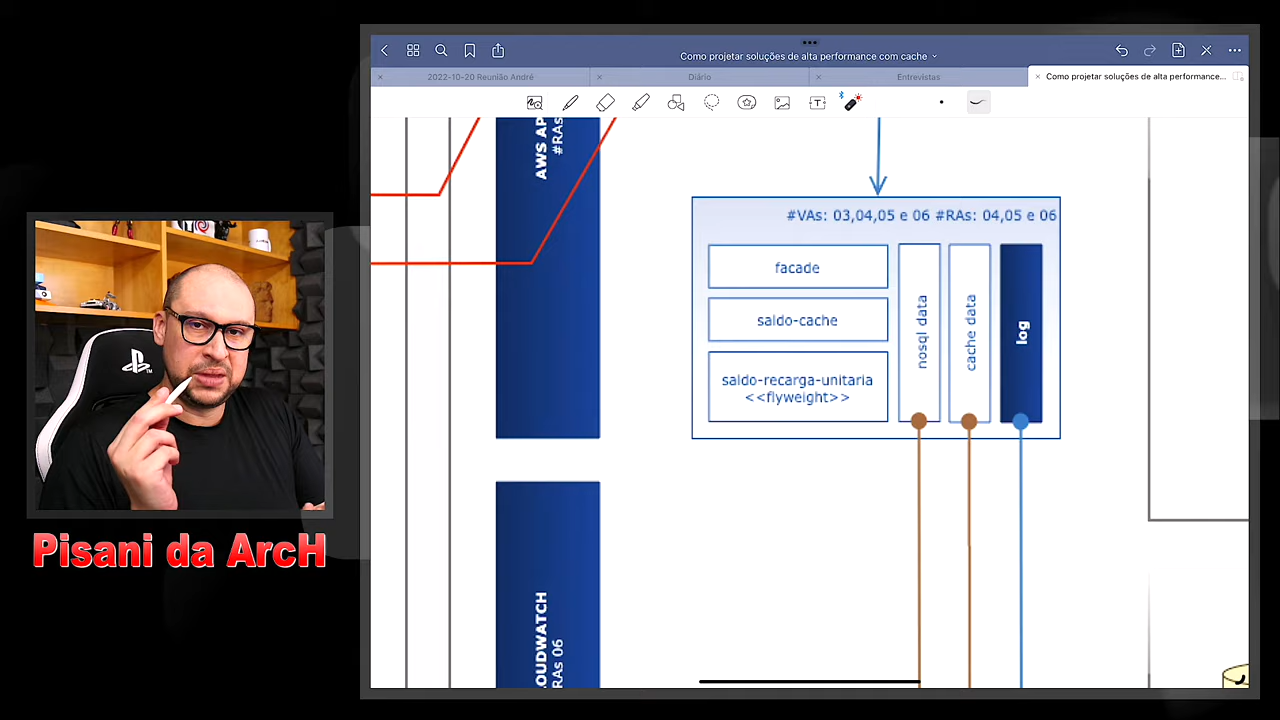 Como projetar soluções de alta performance com cache
2022-10-20 Reunião André
Diário
Entrevistas
Como projetar soluções de alta performance...
AWS
#RAs
#VAs: 03,04,05 e 06 #RAs: 04,05 e 06
facade
saldo-cache
saldo-recarga-unitaria
<<flyweight>>
nosql data
cache data
log
Pisani da ArcH
RAs 06